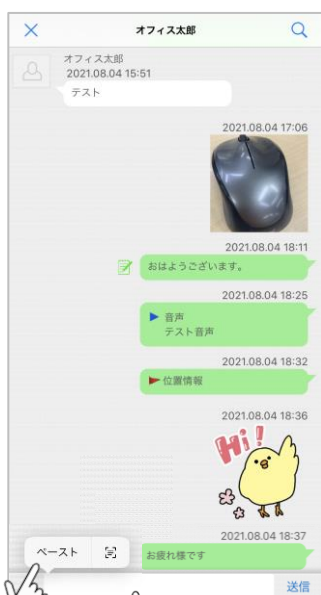 オフィス太郎
オフィス太郎
2021.08.04 15:51
テスト
2021.08.04 17:06
2021.08.04 18:11
おはようございます。
2021.08.04 18:25
音声
テスト音声
2021.08.04 18:32
位置情報
2021.08.04 18:36
Hi!
2021.08.04 18:37
お疲れ様です
ペースト
送信